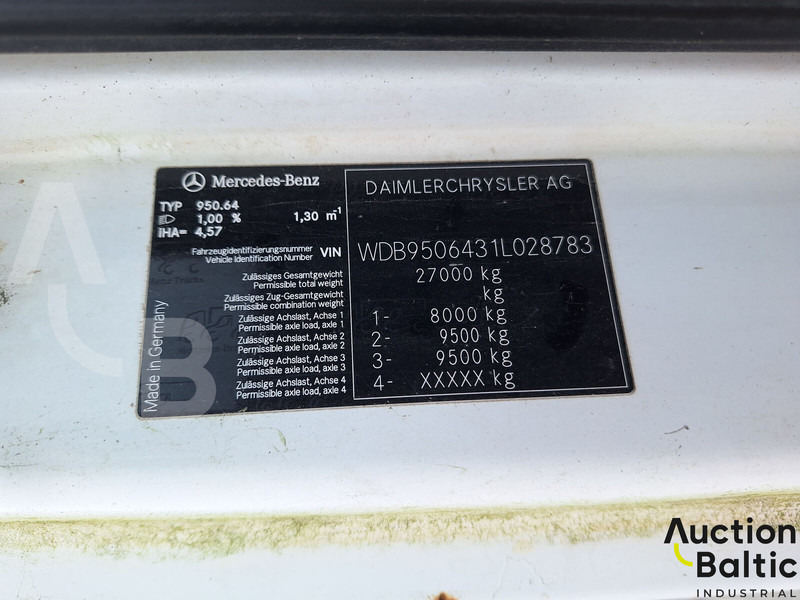 Mercedes-Benz
DAIMLERCHRYSLER AG
TYP 950.64
1,00 % 1,30 m-1
IHA= 4,57
Fahrzeugidentifizierungsnummer
Vehicle Identification Number VIN WDB9506431L028783
Zulässiges Gesamtgewicht
Permissible total weight 27000 kg
Zulässiges Zug-Gesamtgewicht
Permissible combination weight kg
Zulässige Achslast, Achse 1
Permissible axle load, axle 1 1- 8000 kg
Zulässige Achslast, Achse 2
Permissible axle load, axle 2 2- 9500 kg
Zulässige Achslast, Achse 3
Permissible axle load, axle 3 3- 9500 kg
Zulässige Achslast, Achse 4
Permissible axle load, axle 4 4- XXXXX kg
Made in Germany
AB
Auction
Baltic
INDUSTRIAL